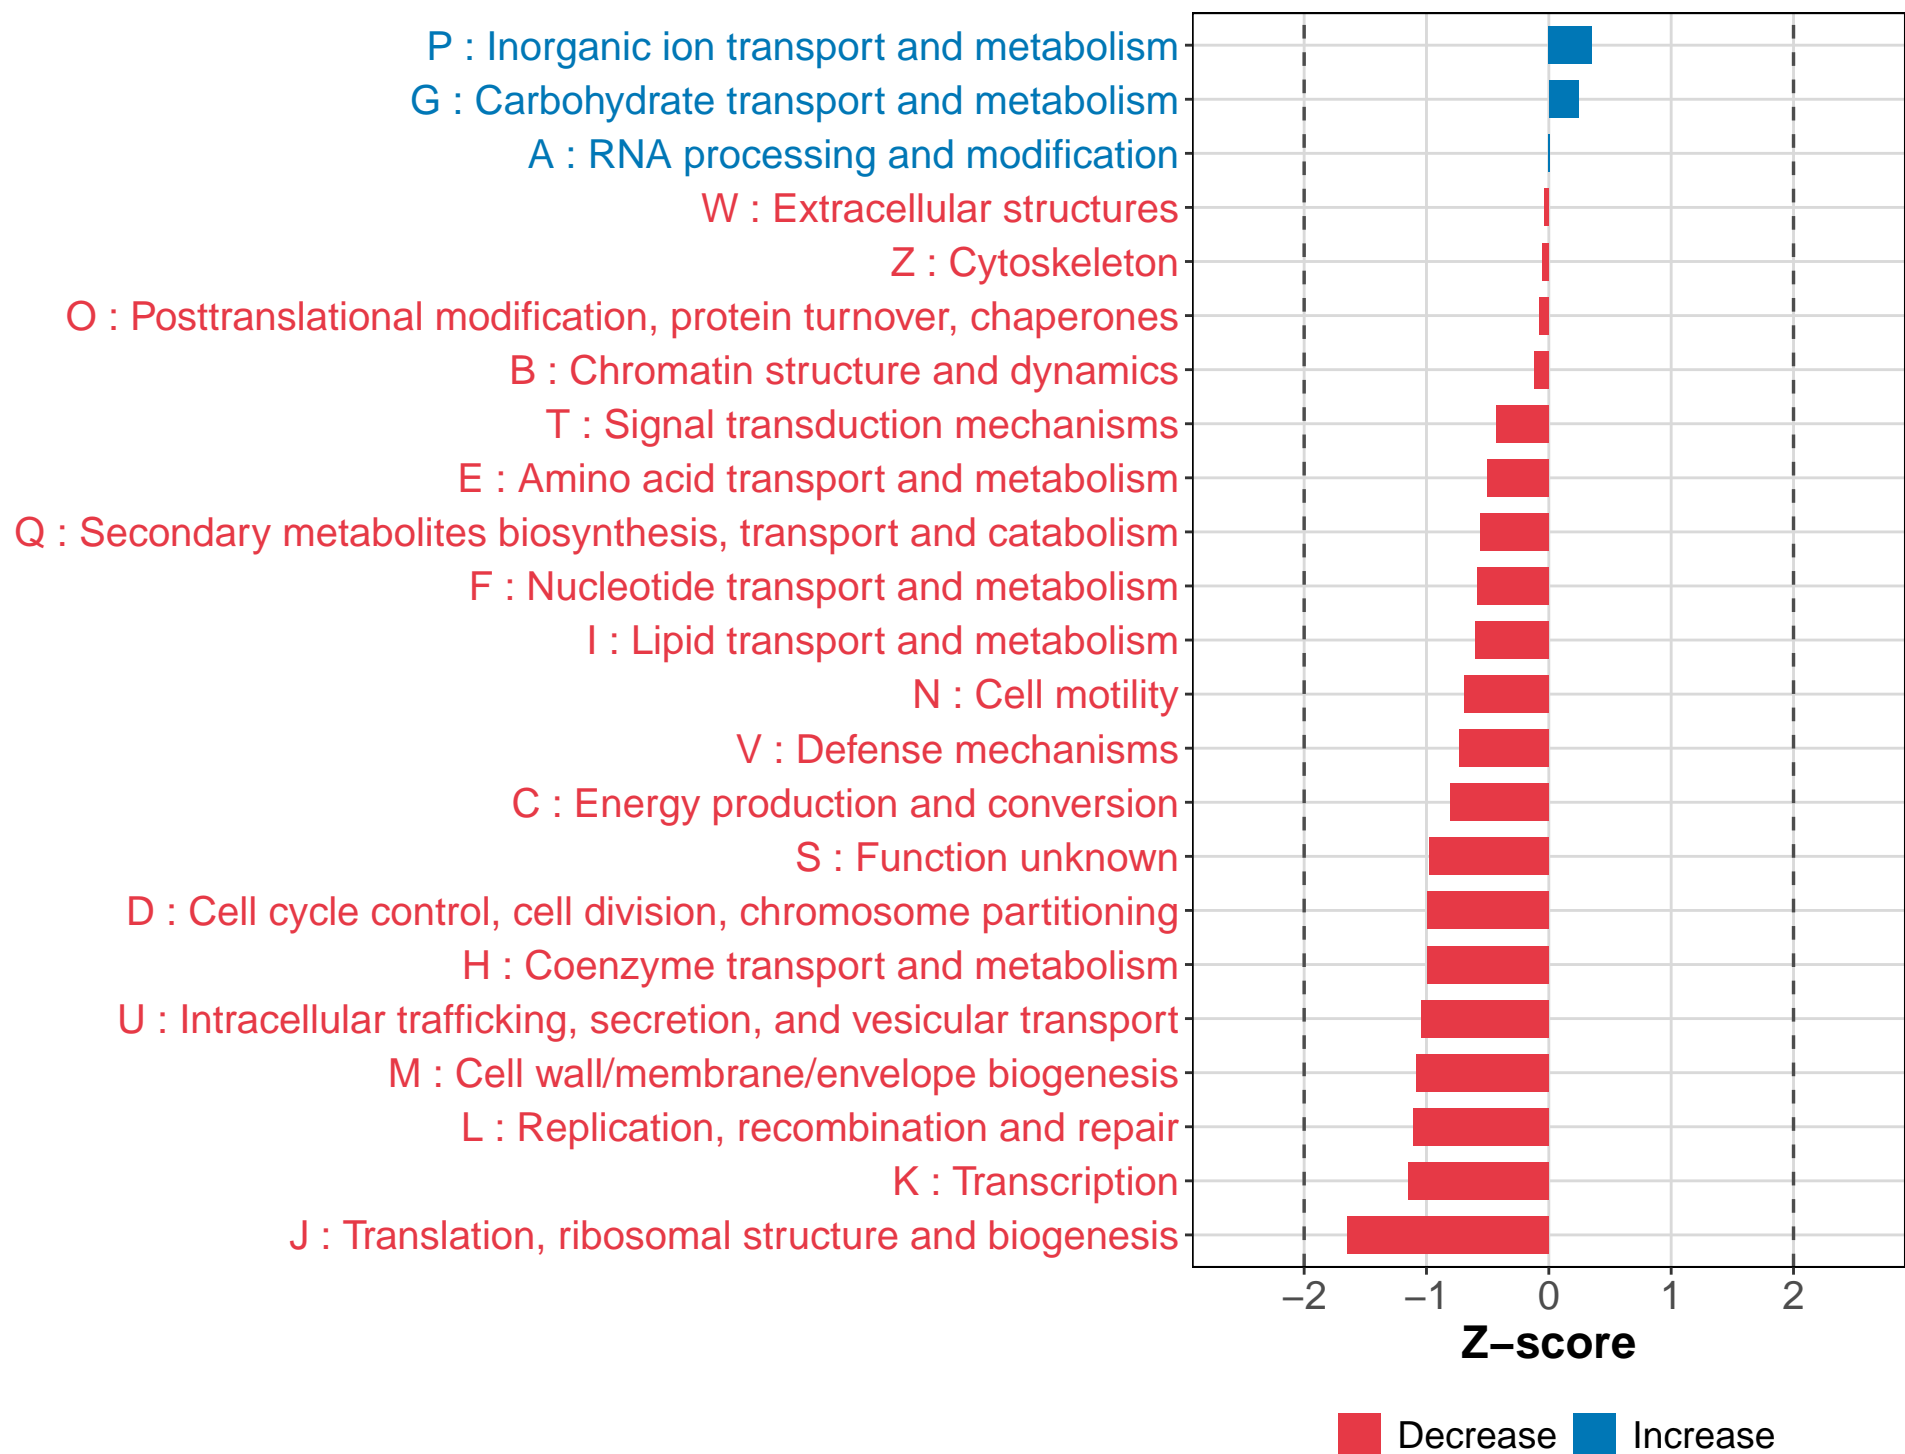 P : Inorganic ion transport and metabolism
G : Carbohydrate transport and metabolism
A : RNA processing and modification
W : Extracellular structures
Z : Cytoskeleton
O : Posttranslational modification, protein turnover, chaperones
B : Chromatin structure and dynamics
T : Signal transduction mechanisms
E : Amino acid transport and metabolism
Q : Secondary metabolites biosynthesis, transport and catabolism
F : Nucleotide transport and metabolism
I : Lipid transport and metabolism
N : Cell motility
V : Defense mechanisms
C : Energy production and conversion
S : Function unknown
D : Cell cycle control, cell division, chromosome partitioning
H : Coenzyme transport and metabolism
U : Intracellular trafficking, secretion, and vesicular transport
M : Cell wall/membrane/envelope biogenesis
L : Replication, recombination and repair
K : Transcription
J : Translation, ribosomal structure and biogenesis
−2 −1 0 1 2
Z−score
Decrease Increase